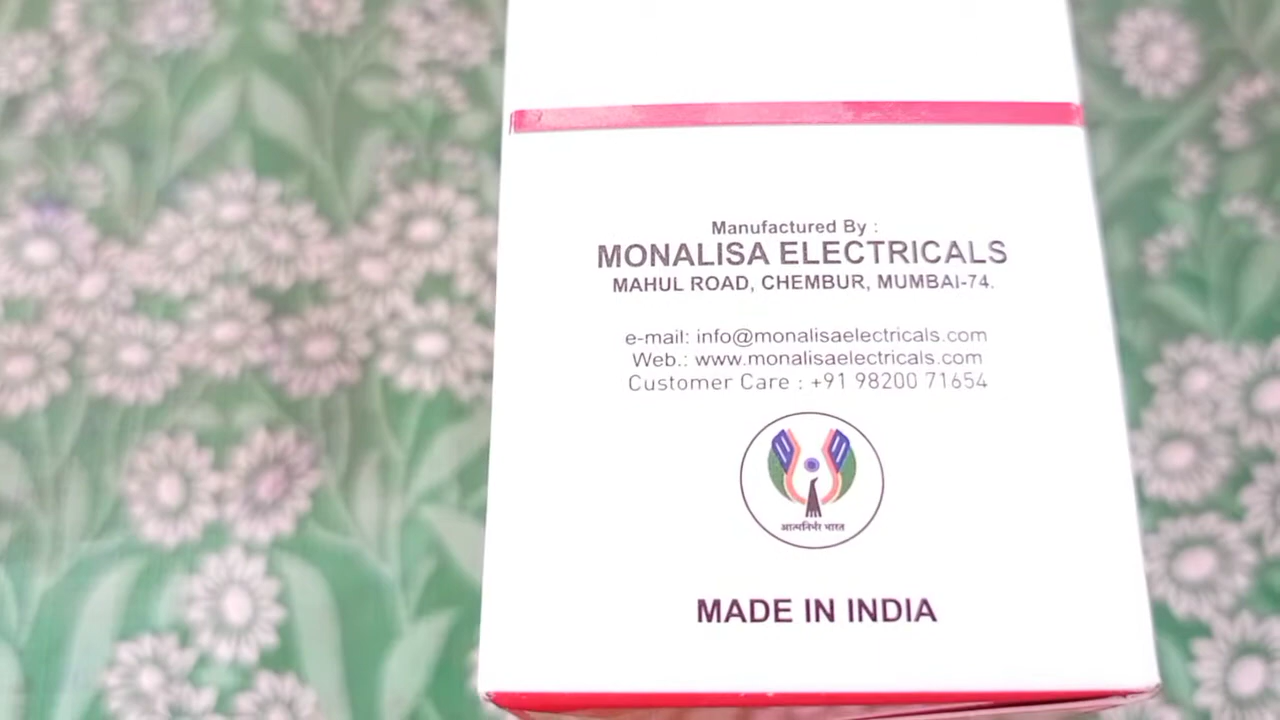 Manufactured By :
MONALISA ELECTRICALS
MAHUL ROAD, CHEMBUR, MUMBAI-74.
e-mail: info@monalisaelectricals.com
Web.: www.monalisaelectricals.com
Customer Care : +91 98200 71654
आत्मनिर्भर भारत
MADE IN INDIA